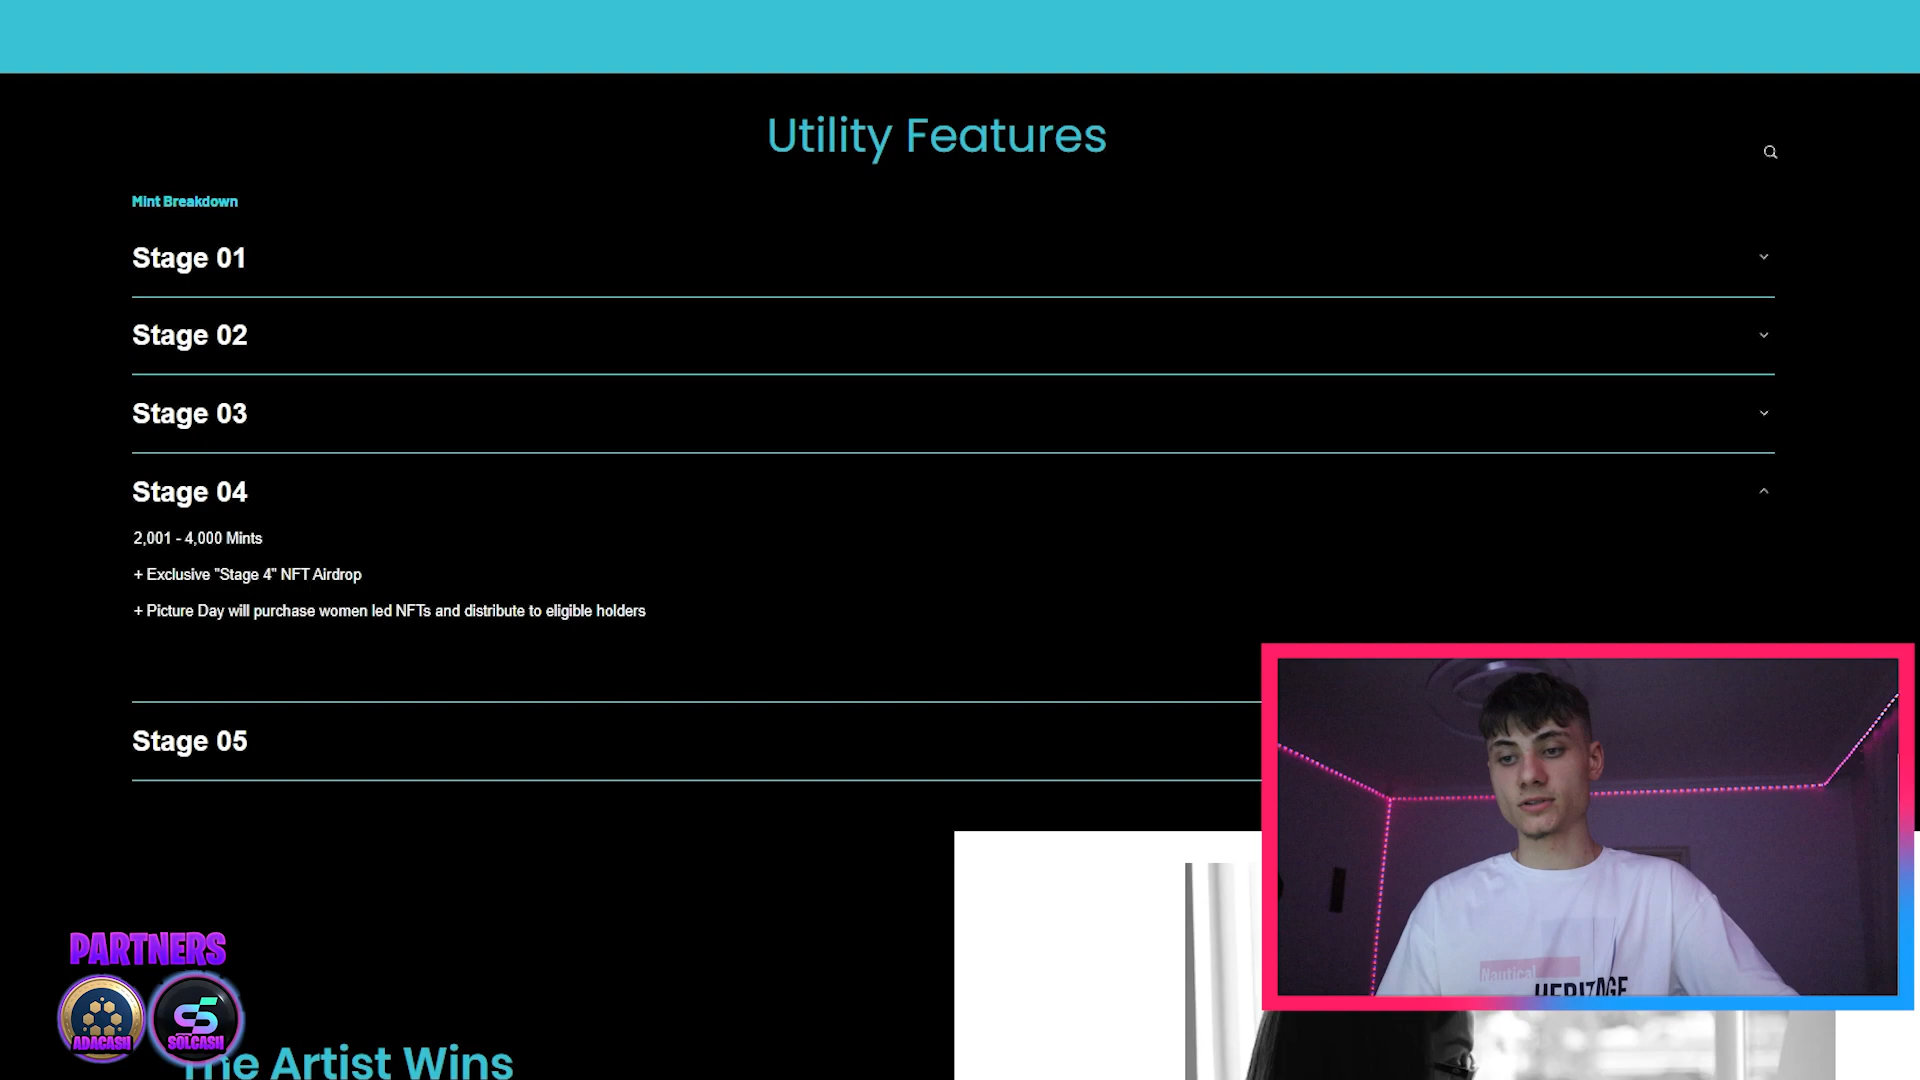 Utility Features
Mint Breakdown
Stage 01
Stage 02
Stage 03
Stage 04
2,001 - 4,000 Mints
+ Exclusive "Stage 4" NFT Airdrop
+ Picture Day will purchase women led NFTs and distribute to eligible holders
Stage 05
Nautical
HERITAGE
PARTNERS
ADACASH
SOLCASH
The Artist Wins